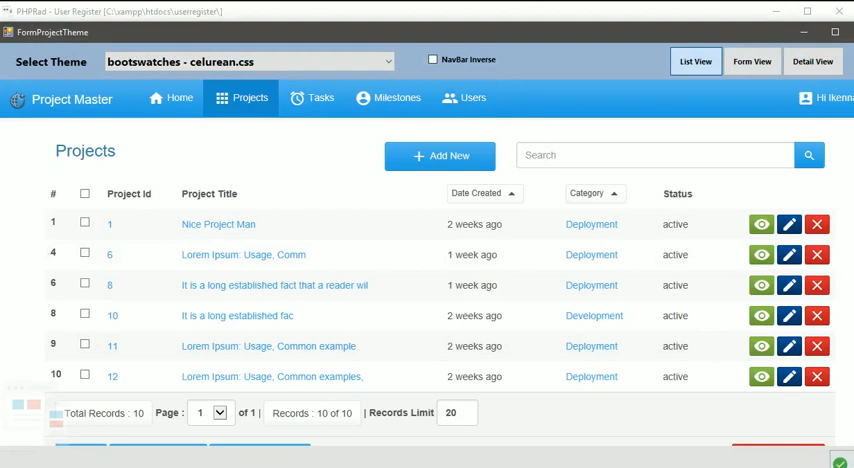 PHPRad - User Register [C:\xampp\htdocs\userregister\]
FormProjectTheme
Select Theme bootswatches - celurean.css NavBar Inverse List View Form View Detail View
Project Master Home Projects Tasks Milestones Users Hi Ikenna
Projects Add New Search
# Project Id Project Title Date Created Category Status
1 1 Nice Project Man 2 weeks ago Deployment active
4 6 Lorem Ipsum: Usage, Comm 1 week ago Deployment active
6 8 It is a long established fact that a reader wil 1 week ago Deployment active
8 10 It is a long established fac 2 weeks ago Development active
9 11 Lorem Ipsum: Usage, Common example 2 weeks ago Deployment active
10 12 Lorem Ipsum: Usage, Common examples, 2 weeks ago Deployment active
Total Records : 10 Page : 1 of 1 | Records : 10 of 10 | Records Limit 20